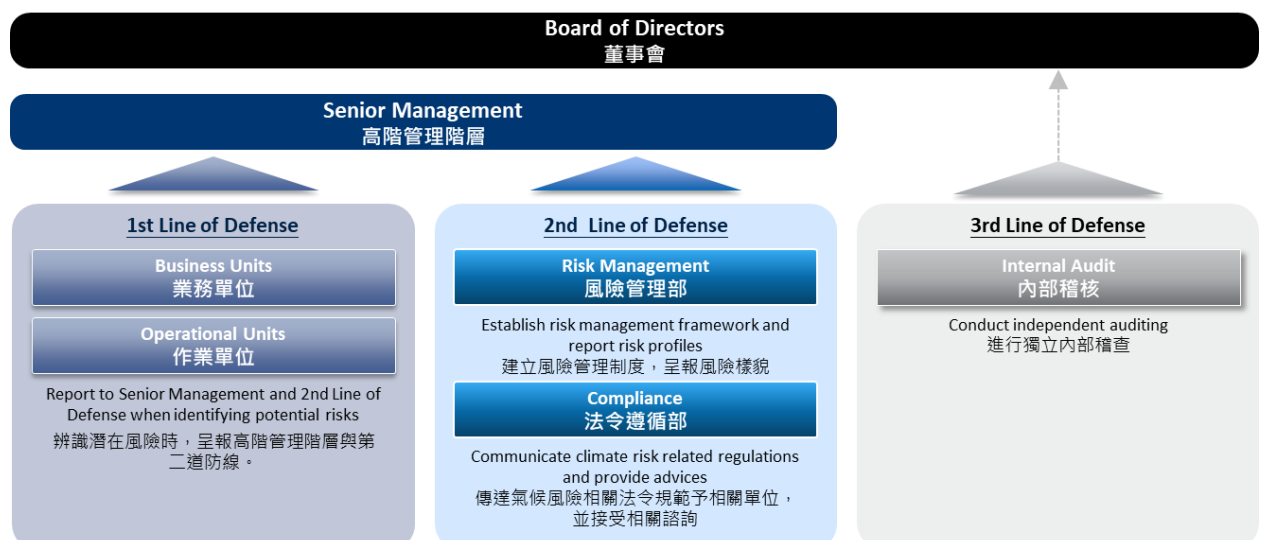 Board of Directors
董事會
Senior Management
高階管理階層
1st Line of Defense
Business Units
業務單位
Operational Units
作業單位
Report to Senior Management and 2nd Line of
Defense when identifying potential risks
辨識潛在風險時，呈報高階管理階層與第
二道防線。
2nd Line of Defense
Risk Management
風險管理部
Establish risk management framework and
report risk profiles
建立風險管理制度，呈報風險樣貌
Compliance
法令遵循部
Communicate climate risk related regulations
and provide advices
傳達氣候風險相關法令規範予相關單位，
並接受相關諮詢
3rd Line of Defense
Internal Audit
內部稽核
Conduct independent auditing
進行獨立內部稽查